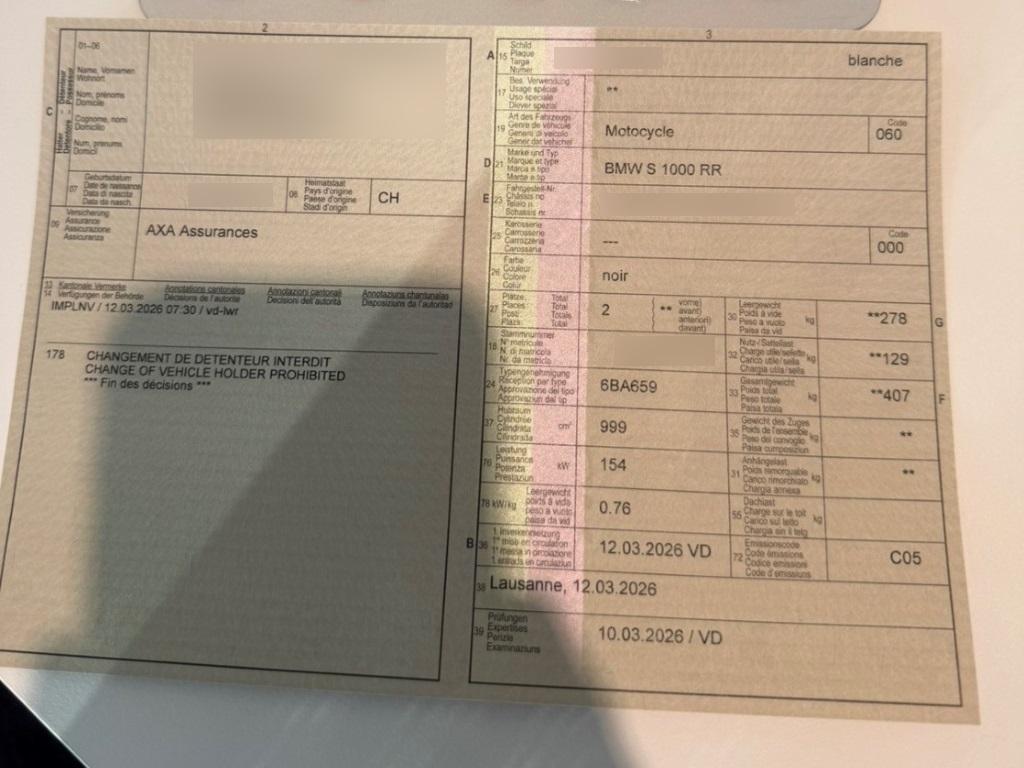 2
01-06
Name, Vornamen
Wohnort
Nom, prénoms
Domicile
Cognome, nomi
Domicilio
Num, prenums
Domicil
C
Halter Détenteur
Detentore Possessur
07
Geburtsdatum
Date de naissance
Data di nascita
Data da nasch.
08
Heimatstaat
Pays d'origine
Paese d'origine
Stadi d'origin
CH
09
Versicherung
Assurance
Assicurazione
Assicuranza
AXA Assurances
13 Kantonale Vermerke Annotations cantonales Annotazioni cantonali Annotaziuns chantunalas
14 Verfügungen der Behörde Décisions de l'autorité Decisioni dell'autorità Disposiziuns da l'autoritad
IMPLNV / 12.03.2026 07:30 / vd-lwr
178 CHANGEMENT DE DETENTEUR INTERDIT
CHANGE OF VEHICLE HOLDER PROHIBITED
*** Fin des décisions ***
3
A 15
Schild
Plaque
Targa
Numer
blanche
17
Bes. Verwendung
Usage spécial
Uso speciale
Diever spezial
**
19
Art des Fahrzeugs
Genre de véhicule
Genere di veicolo
Gener dal vehichel
Motocycle
Code
060
D 21
Marke und Typ
Marque et type
Marca e tipo
Marca e tip
BMW S 1000 RR
E 23
Fahrgestell-Nr.
Châssis no
Telaio n.
Schassis nr.
25
Karosserie
Carrosserie
Carrozzeria
Carossaria
---
Code
000
26
Farbe
Couleur
Colore
Colur
noir
27
Plätze: Total
Places: Total
Posti: Totale
Plazs: Total
2
** vorne)
avant)
anteriori)
davant)
30
Leergewicht
Poids à vide
Peso a vuoto
Paisa da vid
kg
**278
G
18
Stammnummer
N° matricule
N. di matricola
Nr. da matricla
32
Nutz-/Sattellast
Charge utile/sellette
Carico utile/sella
Chargia utila/sella
kg
**129
24
Typengenehmigung
Réception par type
Approvazione del tipo
Approvaziun dal tip
6BA659
33
Gesamtgewicht
Poids total
Peso totale
Paisa totala
kg
**407
F
37
Hubraum
Cylindrée
Cilindrata
Cilindrada
cm³
999
35
Gewicht des Zuges
Poids de l'ensemble
Peso del convoglio
Paisa cumposiziun
kg
**
76
Leistung
Puissance
Potenza
Prestaziun
kW
154
31
Anhängelast
Poids remorquable
Carico rimorchiato
Chargia annexa
kg
**
78 kW/kg
Leergewicht
poids à vide
peso a vuoto
paisa da vid
0.76
55
Dachlast
Charge sur le toit
Carico sul tetto
Chargia sin il tetg
kg
B 36
1. Inverkehrsetzung
1re mise en circulation
1a messa in circolazione
1. entrada en circulaziun
12.03.2026 VD
72
Emissionscode
Code émissions
Codice emissioni
Code d'emissiuns
C05
38 Lausanne, 12.03.2026
39
Prüfungen
Expertises
Perizie
Examinaziuns
10.03.2026 / VD